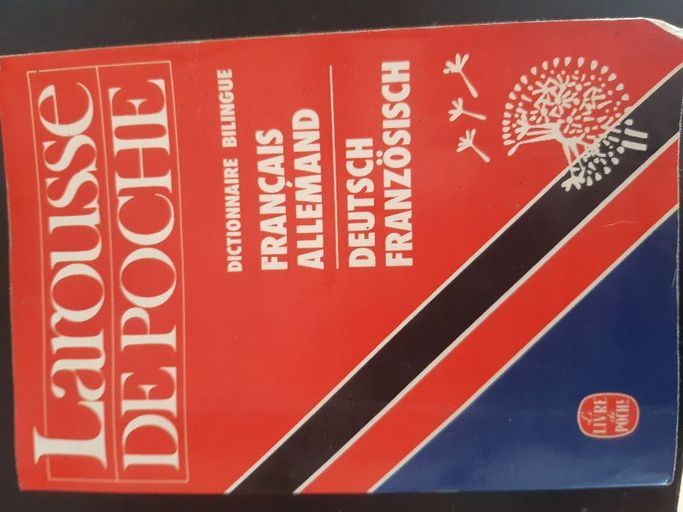 Larousse
DE POCHE
DICTIONNAIRE BILINGUE
FRANÇAIS
ALLEMAND
DEUTSCH
FRANZÖSISCH
Le
LIVRE
de
POCHE